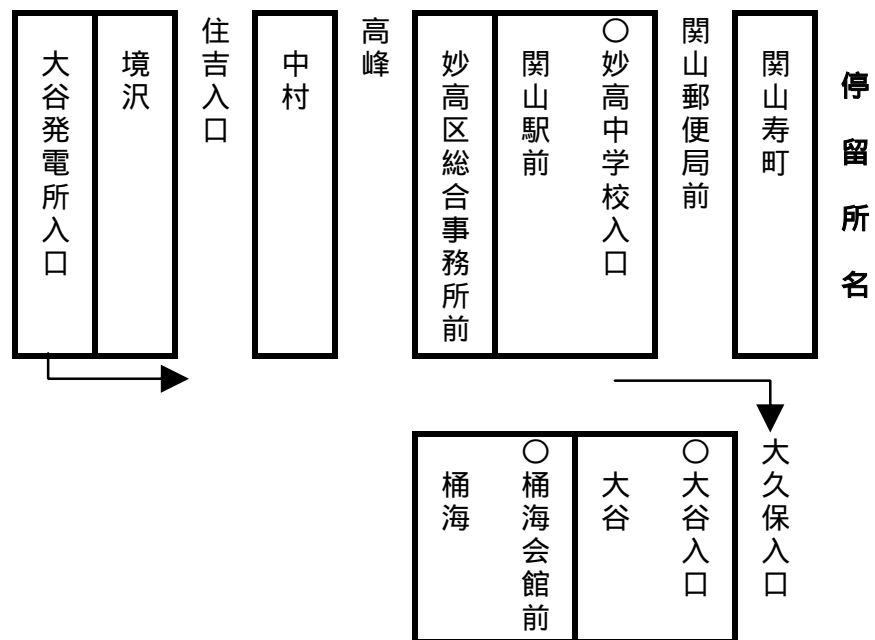 停留所名
関山寿町
関山郵便局前
○妙高中学校入口
関山駅前
妙高区総合事務所前
高峰
中村
住吉入口
境沢
大谷発電所入口
大久保入口
○大谷入口
大谷
○桶海会館前
桶海